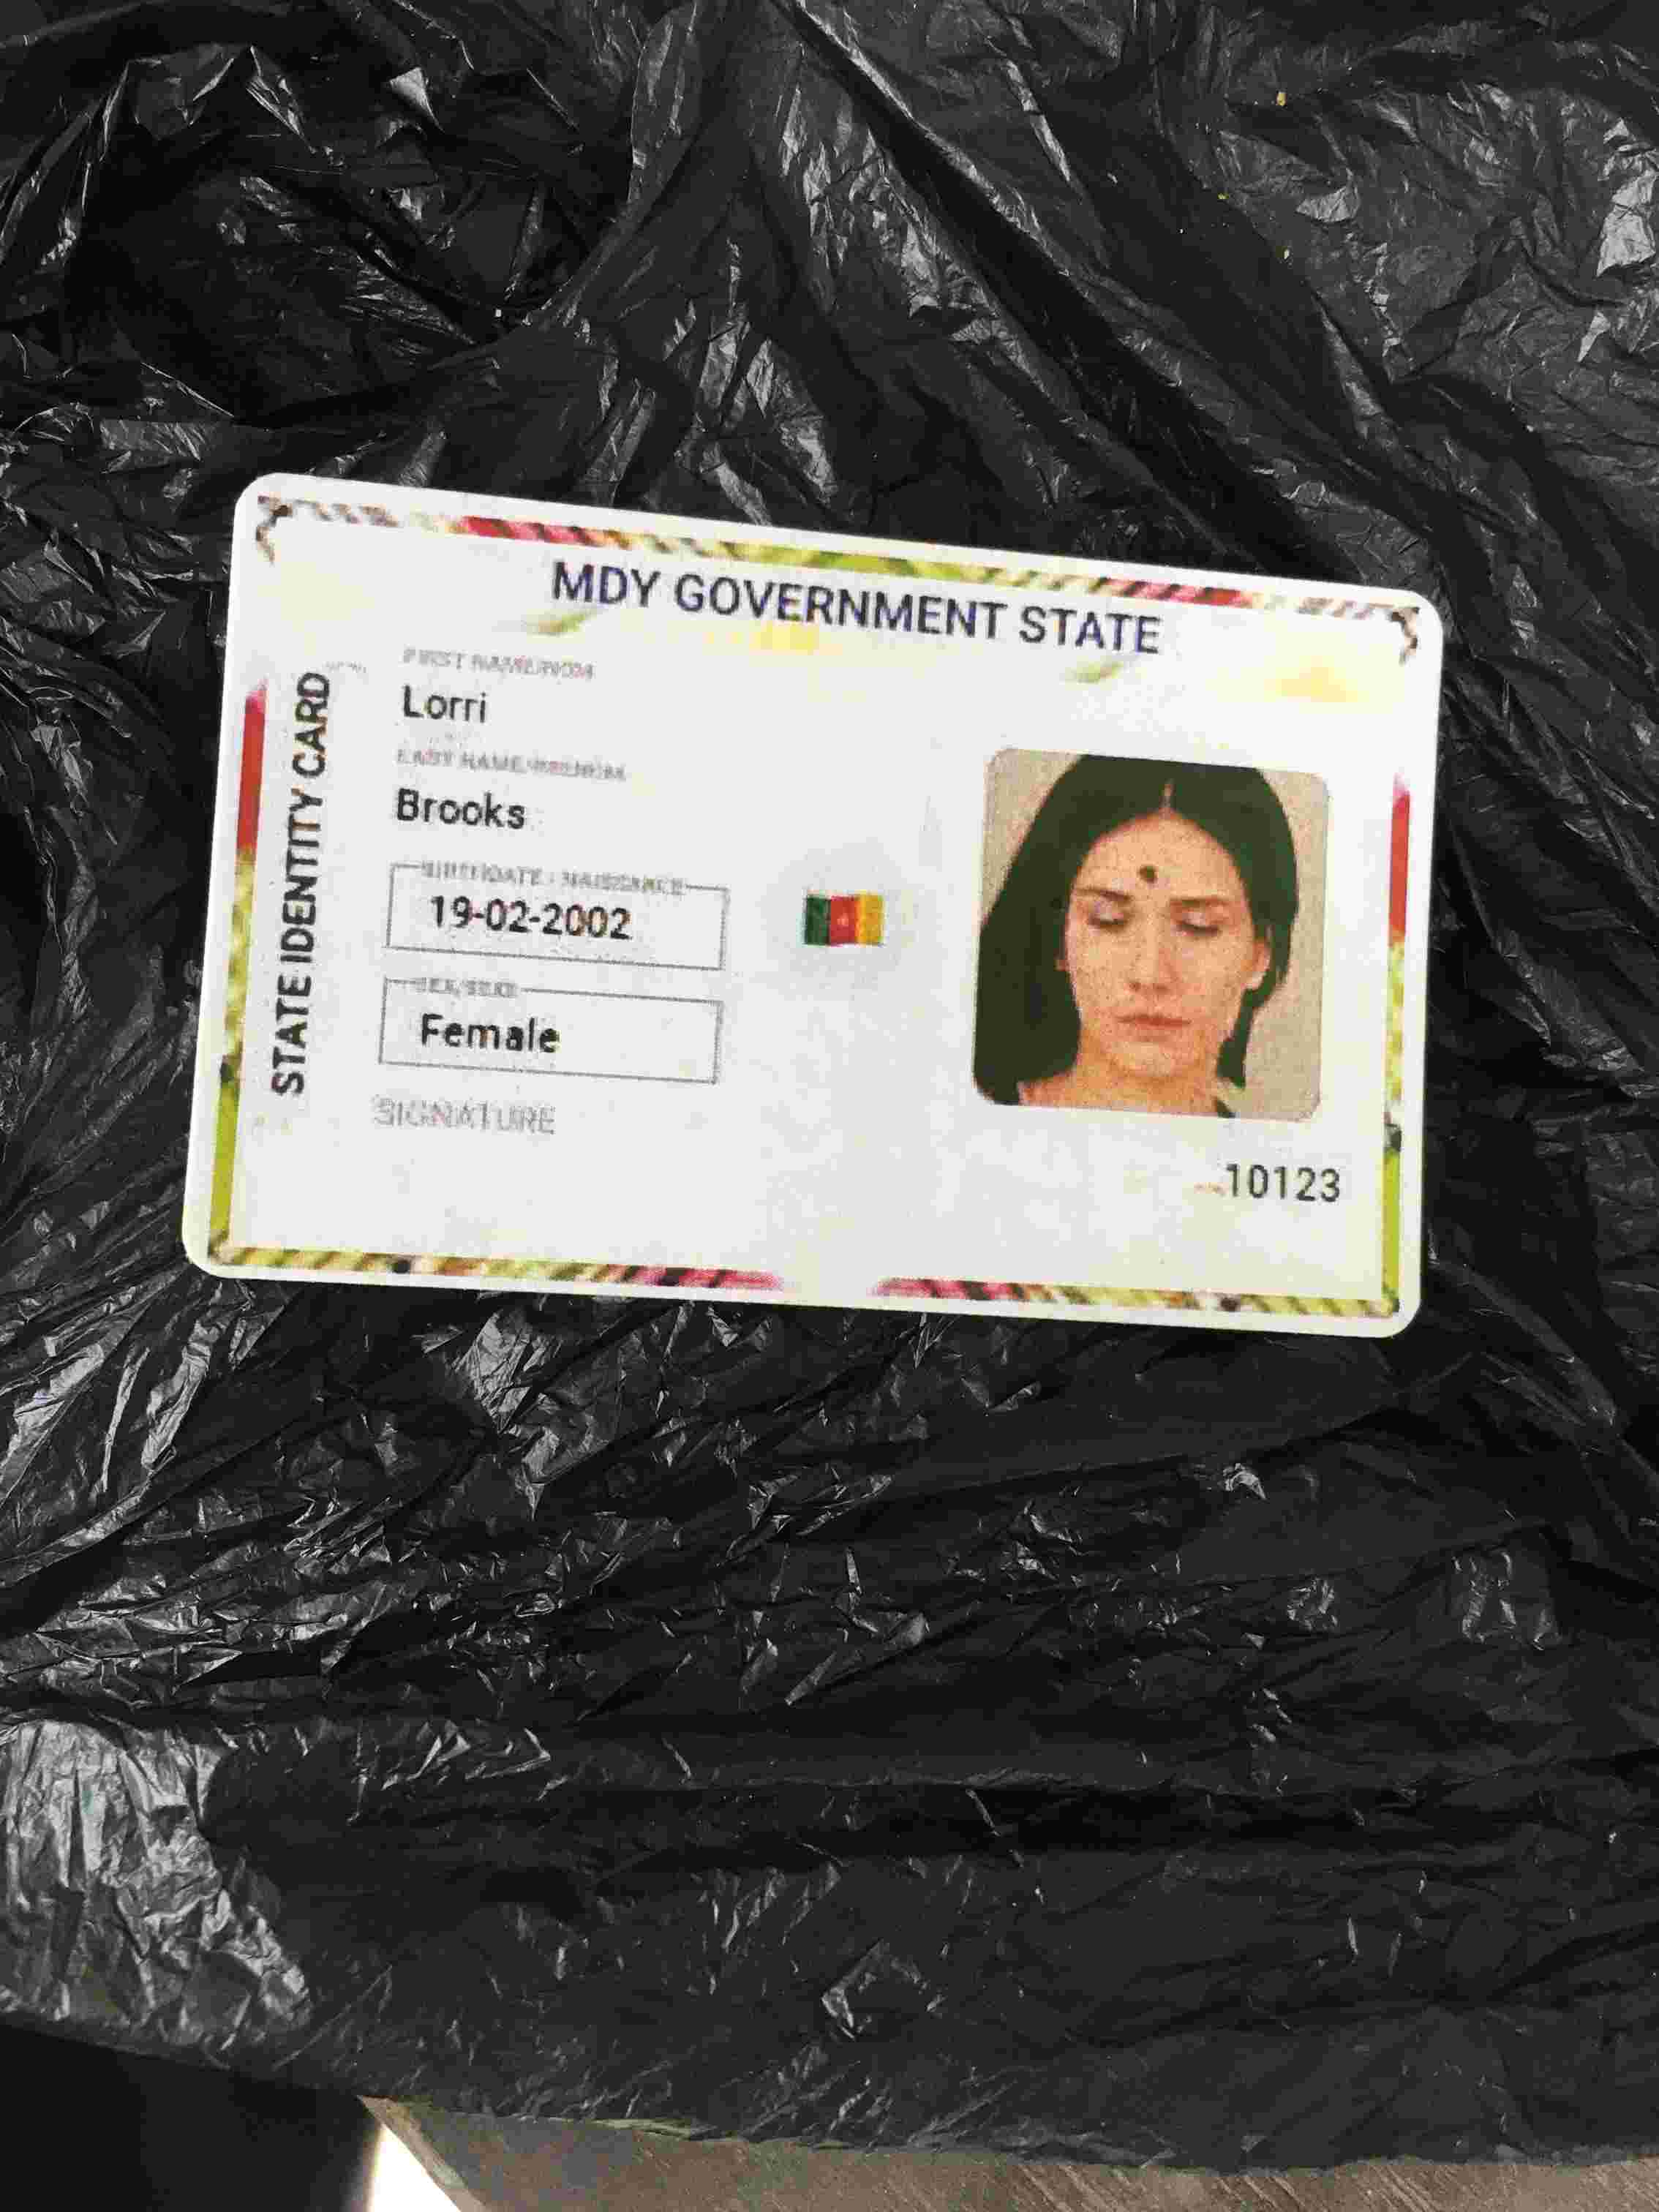 MDY GOVERNMENT STATE
STATE IDENTITY CARD
FIRST NAME/NOM
Lorri
LAST NAME/PRENOM
Brooks
BIRTHDATE - NAISSANCE
19-02-2002
SEX/SEXE
Female
SIGNATURE
10123